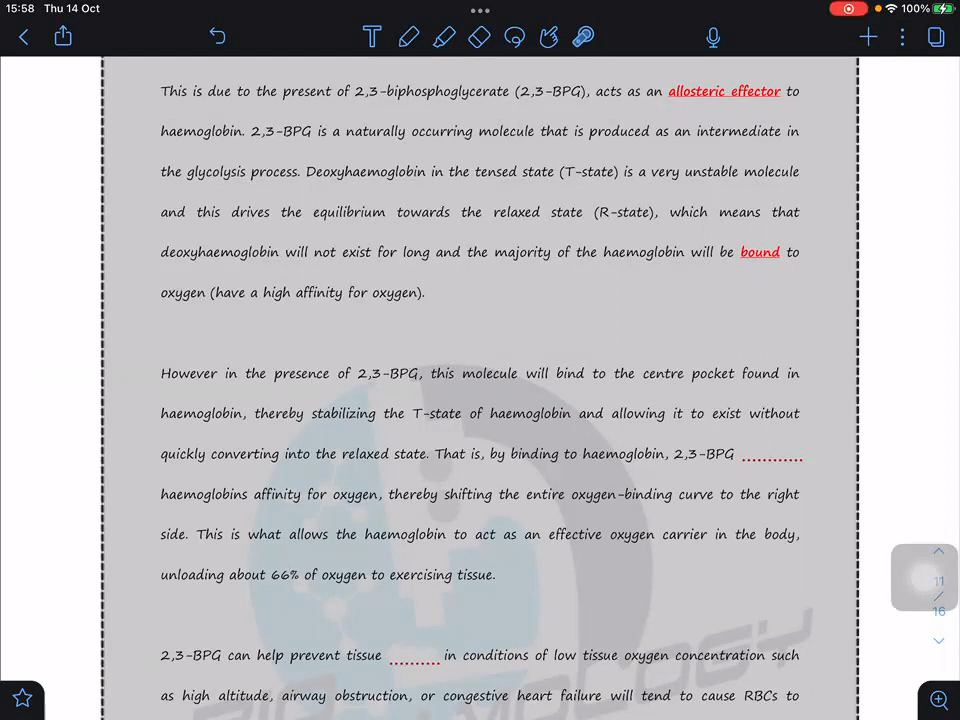 15:58 Thu 14 Oct 100%
This is due to the present of 2,3-biphosphoglycerate (2,3-BPG), acts as an allosteric effector to
haemoglobin. 2,3-BPG is a naturally occurring molecule that is produced as an intermediate in
the glycolysis process. Deoxyhaemoglobin in the tensed state (T-state) is a very unstable molecule
and this drives the equilibrium towards the relaxed state (R-state), which means that
deoxyhaemoglobin will not exist for long and the majority of the haemoglobin will be bound to
oxygen (have a high affinity for oxygen).
However in the presence of 2,3-BPG, this molecule will bind to the centre pocket found in
haemoglobin, thereby stabilizing the T-state of haemoglobin and allowing it to exist without
quickly converting into the relaxed state. That is, by binding to haemoglobin, 2,3-BPG ............
haemoglobins affinity for oxygen, thereby shifting the entire oxygen-binding curve to the right
side. This is what allows the haemoglobin to act as an effective oxygen carrier in the body,
unloading about 66% of oxygen to exercising tissue.
11
/
16
2,3-BPG can help prevent tissue .......... in conditions of low tissue oxygen concentration such
as high altitude, airway obstruction, or congestive heart failure will tend to cause RBCs to